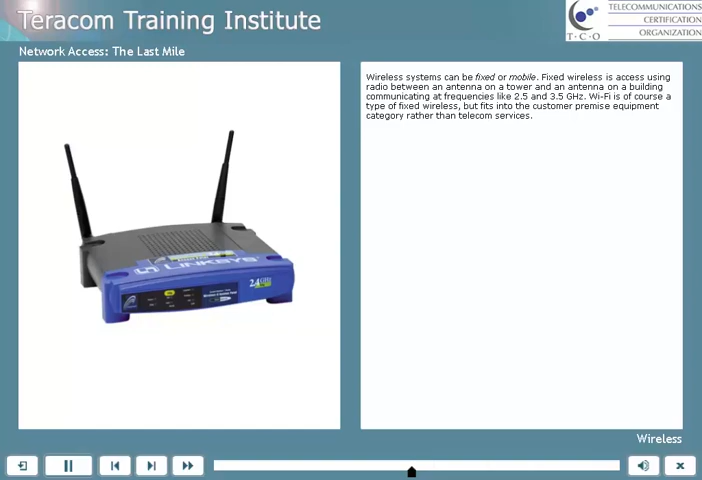 Teracom Training Institute
TELECOMMUNICATIONS
CERTIFICATION
ORGANIZATION
T·C·O
Network Access: The Last Mile
Wireless systems can be fixed or mobile. Fixed wireless is access using
radio between an antenna on a tower and an antenna on a building
communicating at frequencies like 2.5 and 3.5 GHz. Wi-Fi is of course a
type of fixed wireless, but fits into the customer premise equipment
category rather than telecom services.
LINKSYS
2.4GHz
Wireless